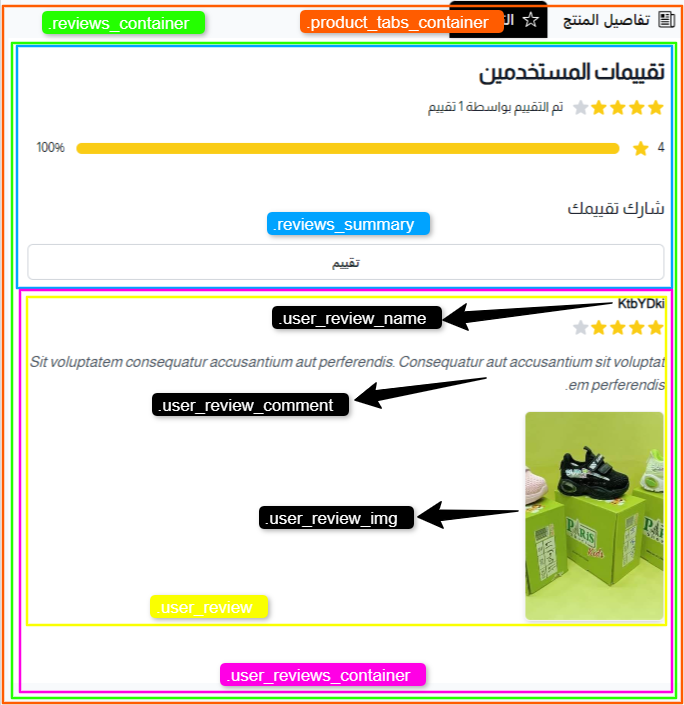 .reviews_container
.product_tabs_container
تفاصيل المنتج
تقييمات المستخدمين
تم التقييم بواسطة 1 تقييم
4
100%
شارك تقييمك
.reviews_summary
تقييم
KtbYDki
.user_review_name
Sit voluptatem consequatur accusantium aut perferendis. Consequatur aut accusantium sit voluptat
em perferendis.
.user_review_comment
.user_review_img
PARIS
.user_review
.user_reviews_container